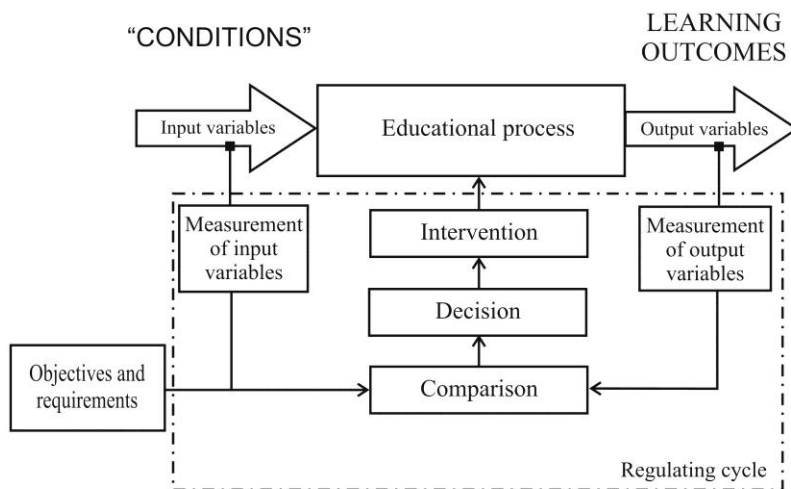 “CONDITIONS”
LEARNING
OUTCOMES
Input variables
Educational process
Output variables
Measurement
of input
variables
Intervention
Measurement
of output
variables
Decision
Objectives and
requirements
Comparison
Regulating cycle